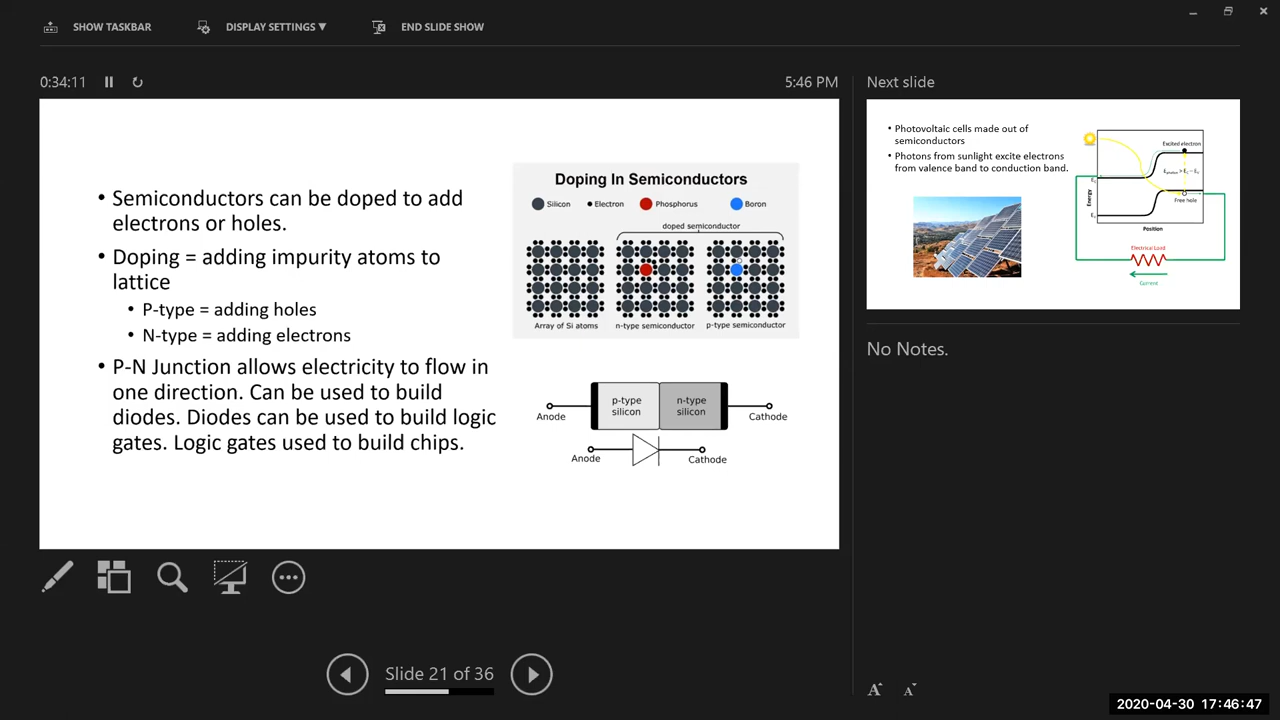 SHOW TASKBAR
DISPLAY SETTINGS ▼
END SLIDE SHOW
0:34:11
5:46 PM
• Semiconductors can be doped to add
electrons or holes.
• Doping = adding impurity atoms to
lattice
• P-type = adding holes
• N-type = adding electrons
• P-N Junction allows electricity to flow in
one direction. Can be used to build
diodes. Diodes can be used to build logic
gates. Logic gates used to build chips.
Doping In Semiconductors
Silicon
Electron
Phosphorus
Boron
doped semiconductor
Array of Si atoms
n-type semiconductor
p-type semiconductor
Anode
p-type
silicon
n-type
silicon
Cathode
Anode
Cathode
Slide 21 of 36
Next slide
• Photovoltaic cells made out of
semiconductors
• Photons from sunlight excite electrons
from valence band to conduction band.
Energy
Excited electron
Free hole
Position
Electrical Load
Current
No Notes.
A
A
2020-04-30 17:46:47